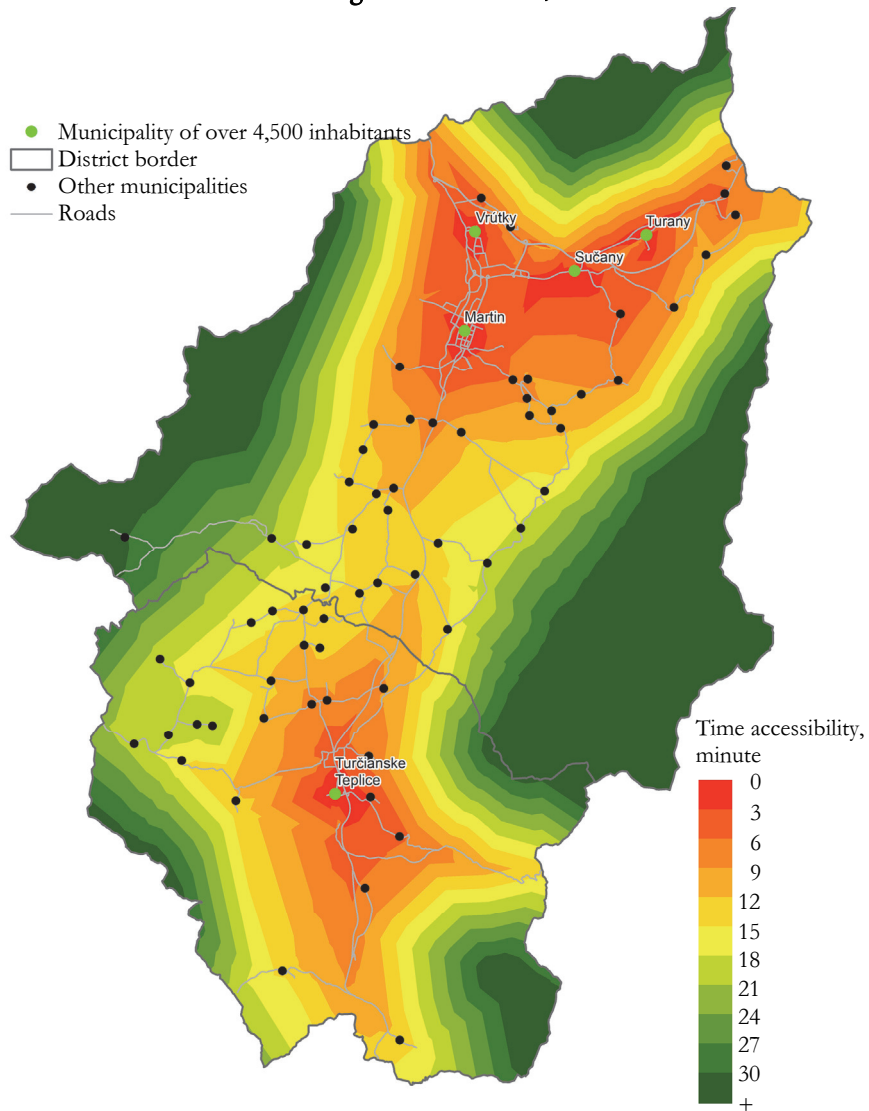 Municipality of over 4,500 inhabitants
District border
Other municipalities
Roads
Vrútky
Turany
Sučany
Martin
Turčianske
Teplice
Time accessibility,
minute
0
3
6
9
12
15
18
21
24
27
30
+